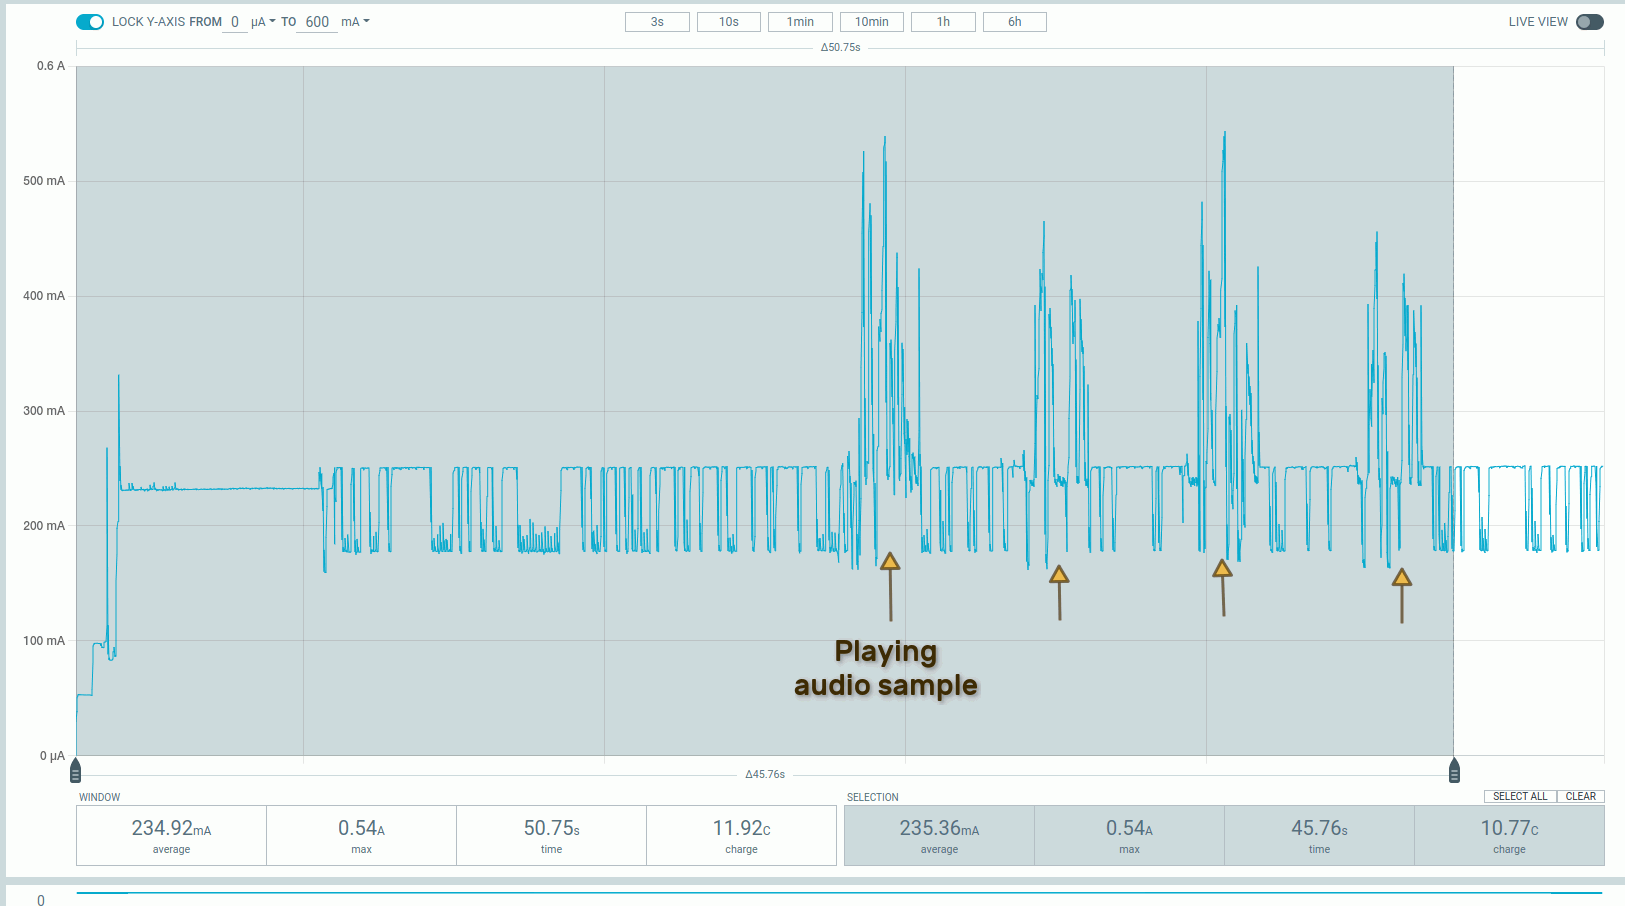 LOCK Y-AXIS FROM 0 µA TO 600 mA 3s 10s 1min 10min 1h 6h LIVE VIEW
Δ50.75s
0.6 A
500 mA
400 mA
300 mA
200 mA
100 mA
0 µA
Playing
audio sample
Δ45.76s
WINDOW SELECTION SELECT ALL CLEAR
234.92mA 0.54A 50.75s 11.92C 235.36mA 0.54A 45.76s 10.77C
average max time charge average max time charge
0